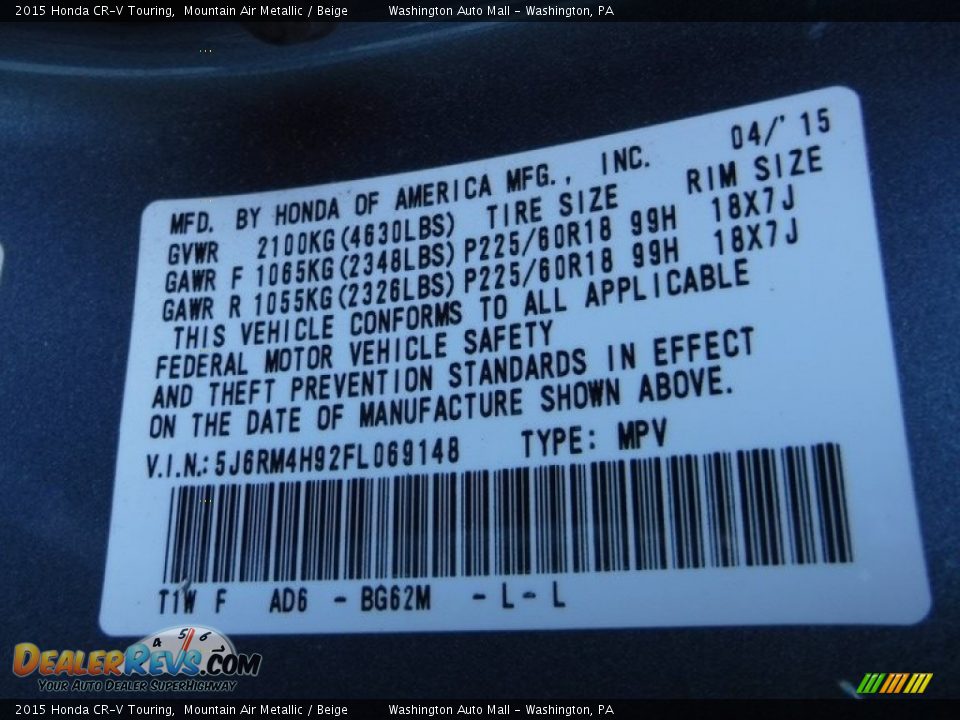 2015 Honda CR-V Touring, Mountain Air Metallic / Beige Washington Auto Mall - Washington, PA
MFD. BY HONDA OF AMERICA MFG., INC. 04/'15
GVWR 2100KG(4630LBS) TIRE SIZE RIM SIZE
GAWR F 1065KG(2348LBS) P225/60R18 99H 18X7J
GAWR R 1055KG(2326LBS) P225/60R18 99H 18X7J
THIS VEHICLE CONFORMS TO ALL APPLICABLE
FEDERAL MOTOR VEHICLE SAFETY
AND THEFT PREVENTION STANDARDS IN EFFECT
ON THE DATE OF MANUFACTURE SHOWN ABOVE.
V.I.N.: 5J6RM4H92FL069148 TYPE: MPV
T1W F AD6 - BG62M - L - L
4 5 6
DEALERREVS.COM
YOUR AUTO DEALER SUPERHIGHWAY
2015 Honda CR-V Touring, Mountain Air Metallic / Beige Washington Auto Mall - Washington, PA